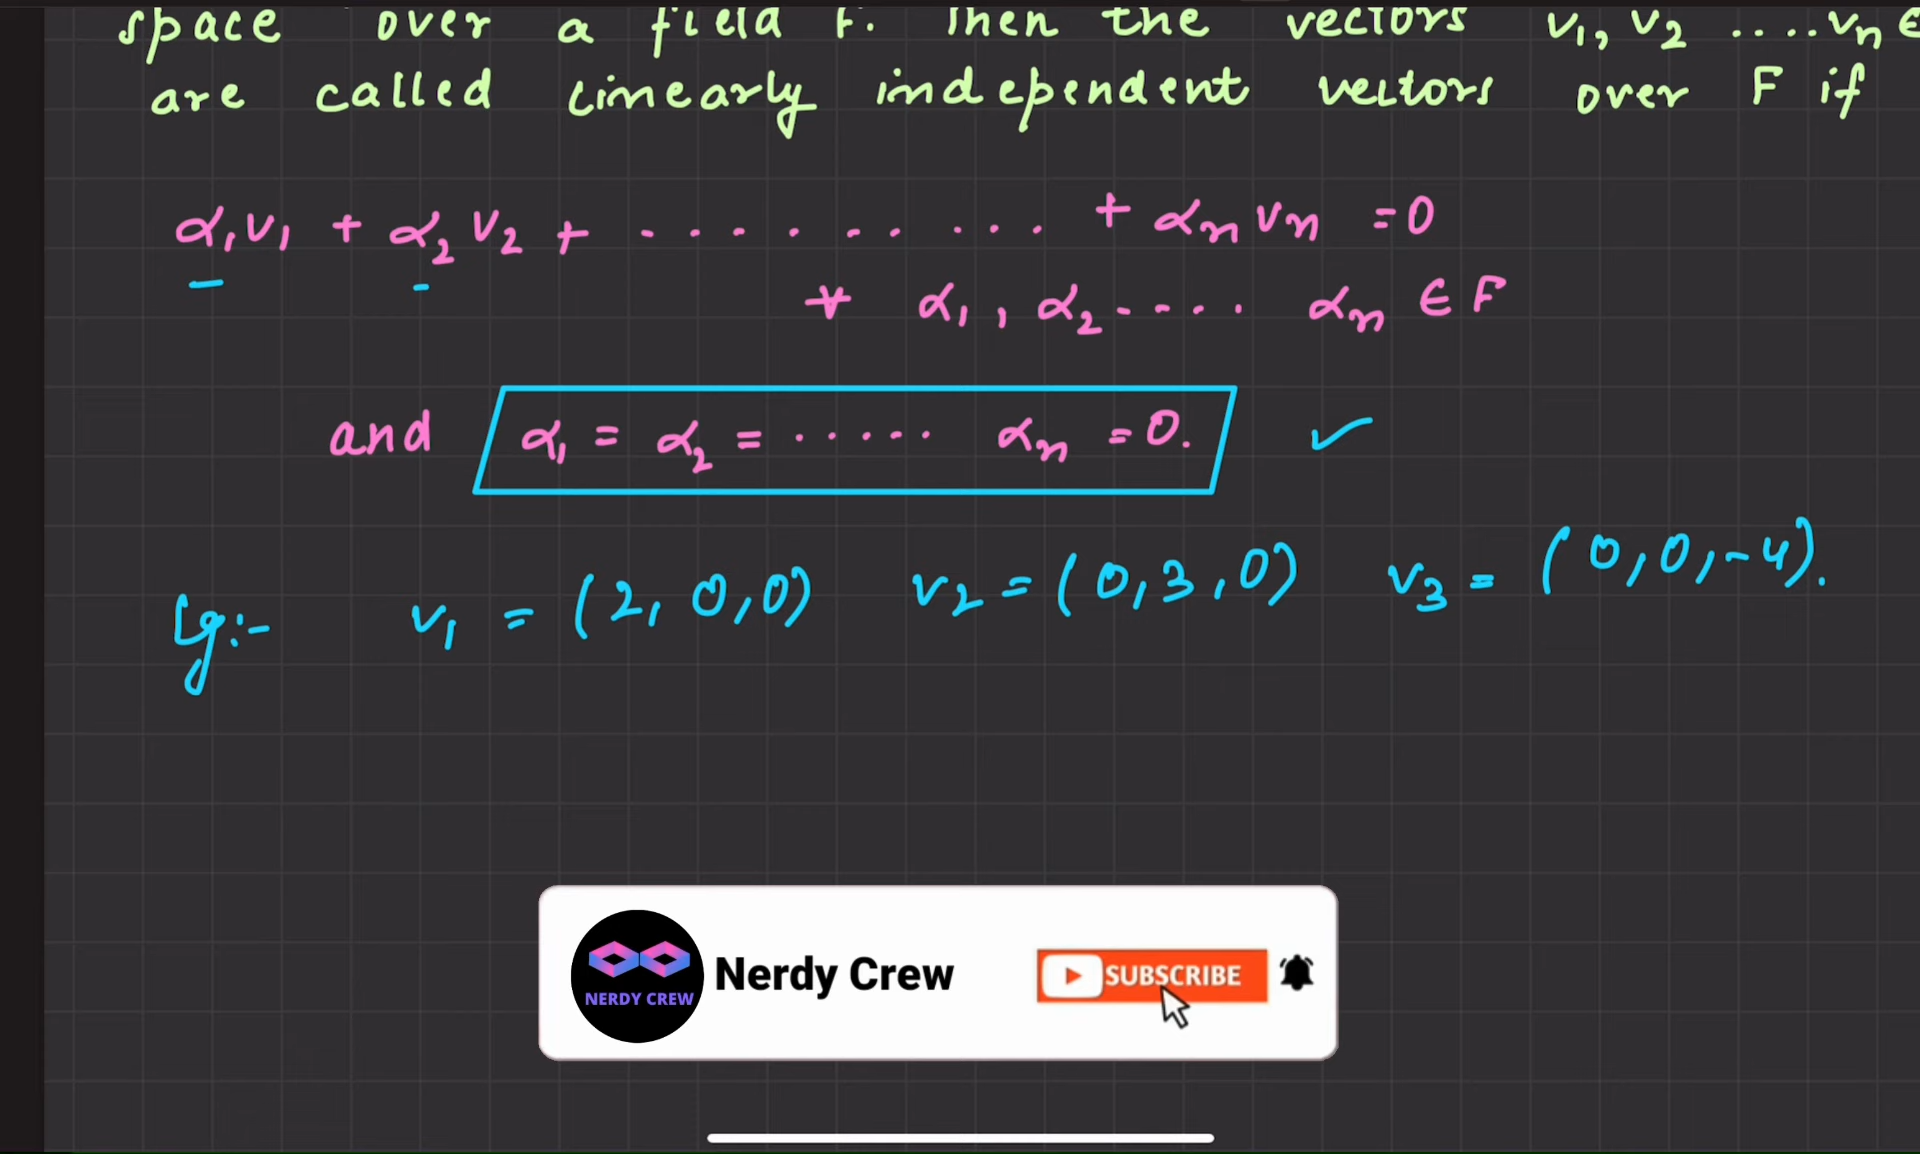 space over a field F. Then the vectors v₁, v₂ ....vₙ ∈
are called linearly independent vectors over F if
α₁v₁ + α₂v₂ + . . . . . . . . . + αₙvₙ = 0
∀ α₁, α₂ - . . . αₙ ∈ F
and α₁ = α₂ = . . . . . . αₙ = 0. ✓
Eg:- v₁ = (2, 0,0) v₂ = (0,3,0) v₃ = (0,0,-4).
NERDY CREW
Nerdy Crew
SUBSCRIBE